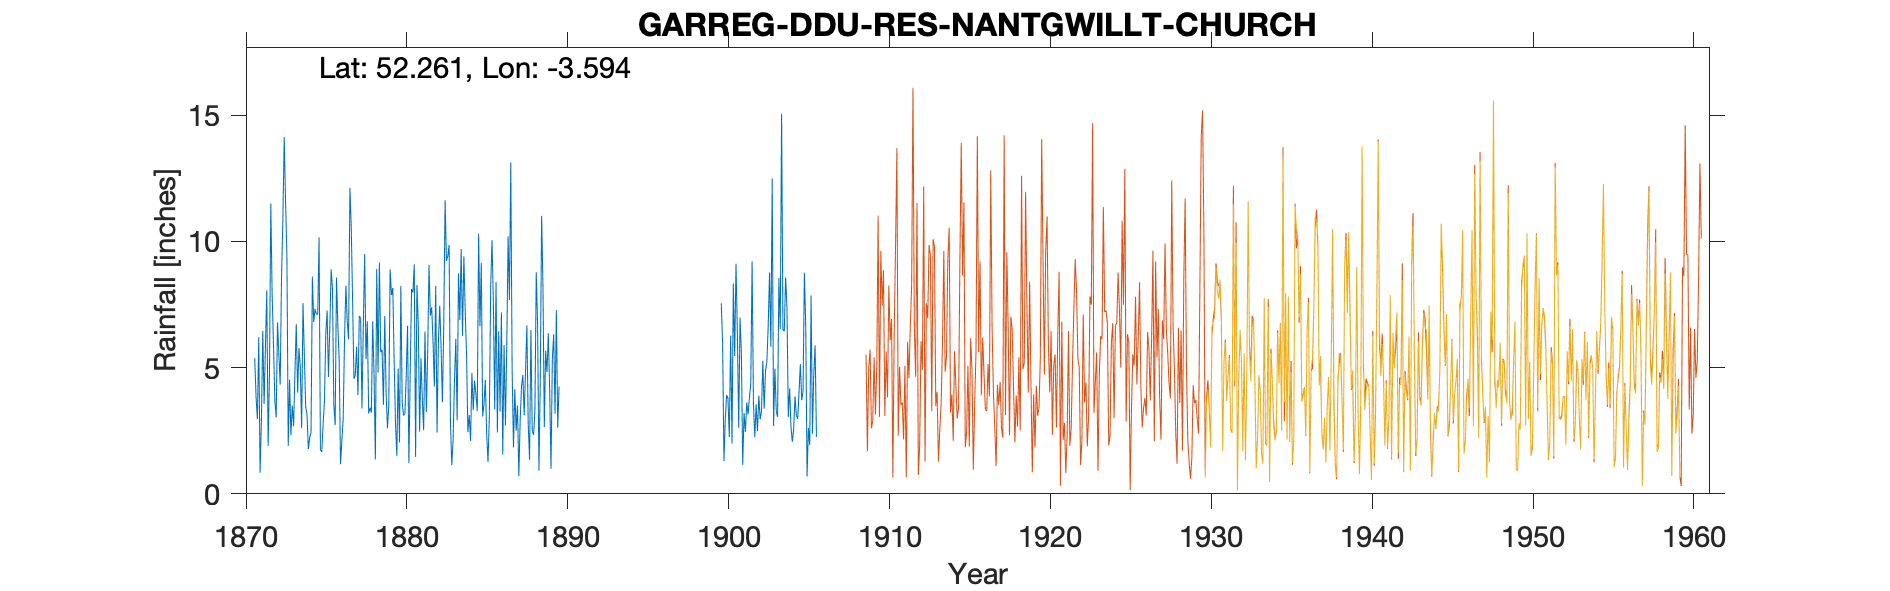 GARREG-DDU-RES-NANTGWILLT-CHURCH
Lat: 52.261, Lon: -3.594
15
10
5
0
Rainfall [inches]
1870 1880 1890 1900 1910 1920 1930 1940 1950 1960
Year